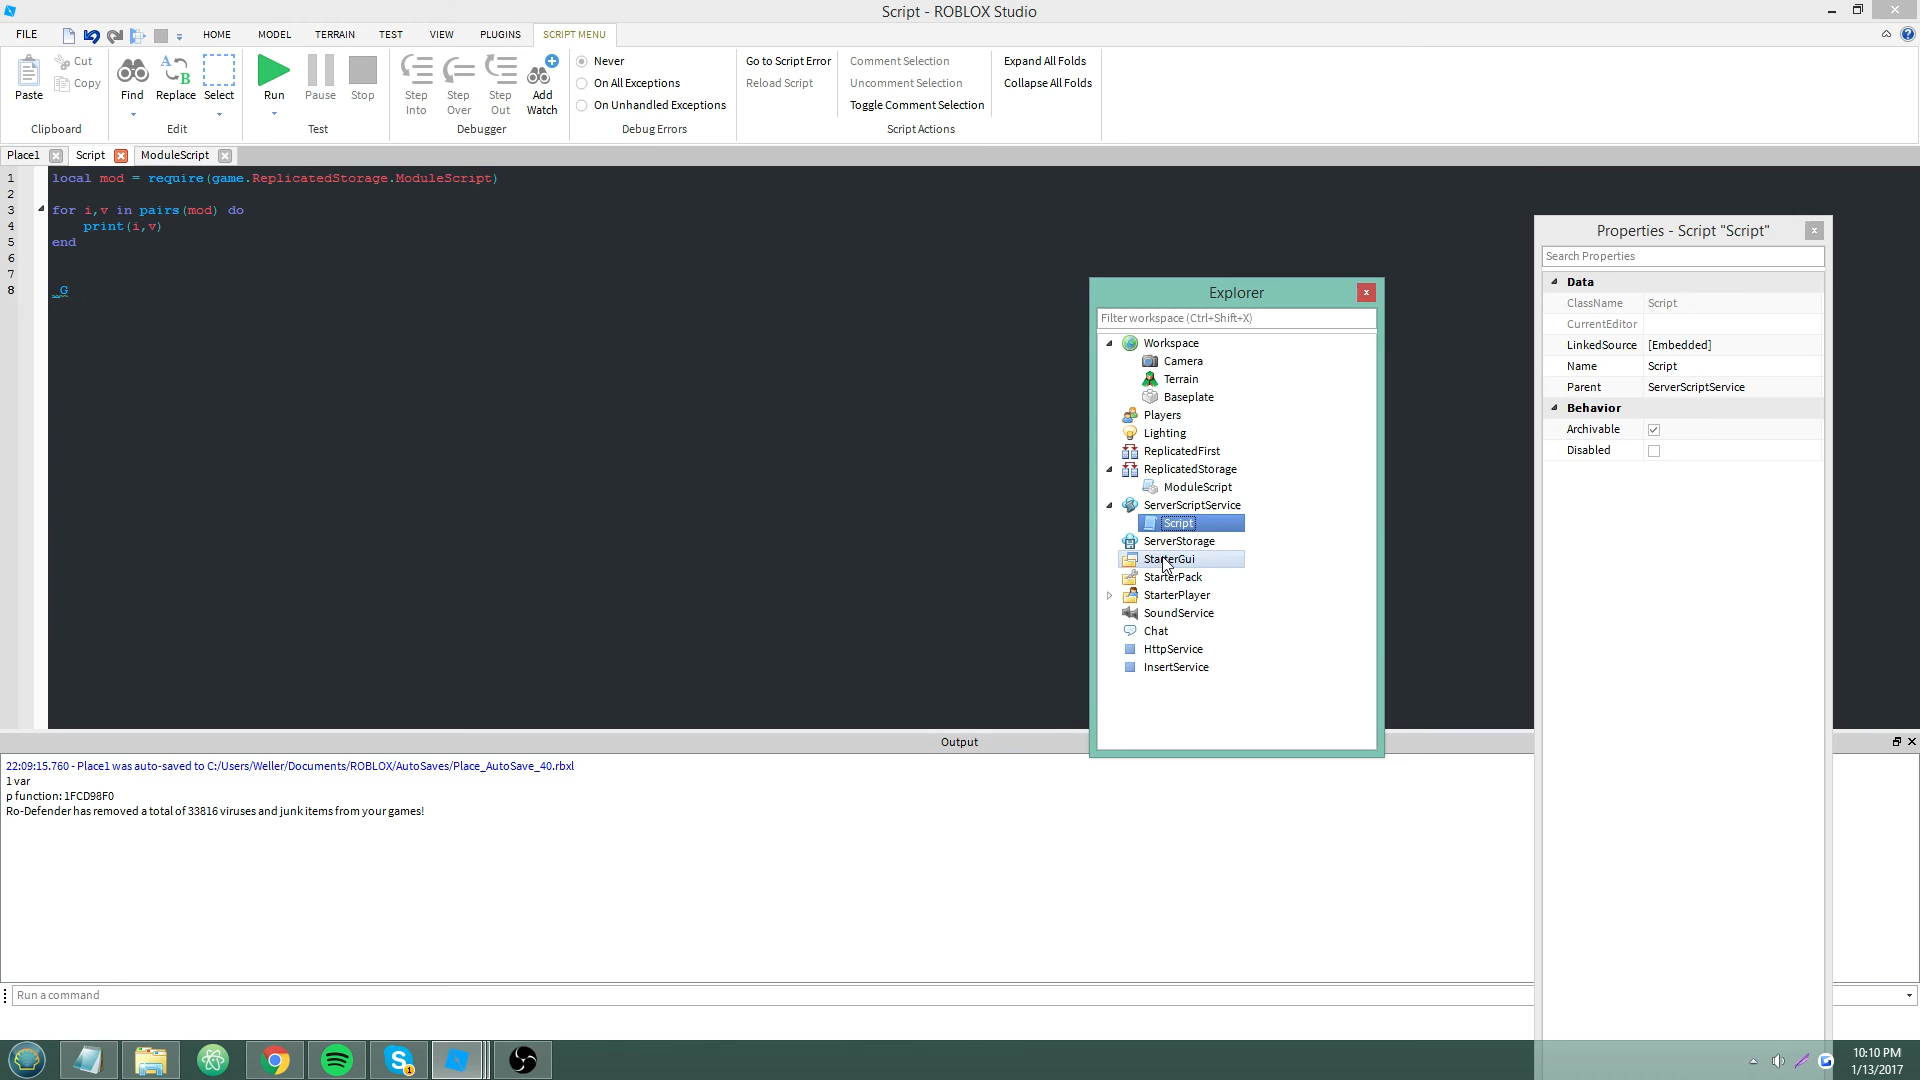 Script - ROBLOX Studio
FILE HOME MODEL TERRAIN TEST VIEW PLUGINS SCRIPT MENU
Paste Cut Copy Clipboard
Find Replace Select Edit
Run Pause Stop Test
Step Into Step Over Step Out Add Watch Debugger
Never
On All Exceptions
On Unhandled Exceptions
Debug Errors
Go to Script Error
Reload Script
Comment Selection
Uncomment Selection
Toggle Comment Selection
Script Actions
Expand All Folds
Collapse All Folds
Place1 Script ModuleScript
1 local mod = require(game.ReplicatedStorage.ModuleScript)
2
3 for i,v in pairs(mod) do
4 print(i,v)
5 end
6
7
8 _G
Explorer
Filter workspace (Ctrl+Shift+X)
Workspace
Camera
Terrain
Baseplate
Players
Lighting
ReplicatedFirst
ReplicatedStorage
ModuleScript
ServerScriptService
Script
ServerStorage
StarterGui
StarterPack
StarterPlayer
SoundService
Chat
HttpService
InsertService
Properties - Script "Script"
Search Properties
Data
ClassName Script
CurrentEditor
LinkedSource [Embedded]
Name Script
Parent ServerScriptService
Behavior
Archivable
Disabled
Output
22:09:15.760 - Place1 was auto-saved to C:/Users/Weller/Documents/ROBLOX/AutoSaves/Place_AutoSave_40.rbxl
1 var
p function: 1FCD98F0
Ro-Defender has removed a total of 33816 viruses and junk items from your games!
Run a command
10:10 PM
1/13/2017